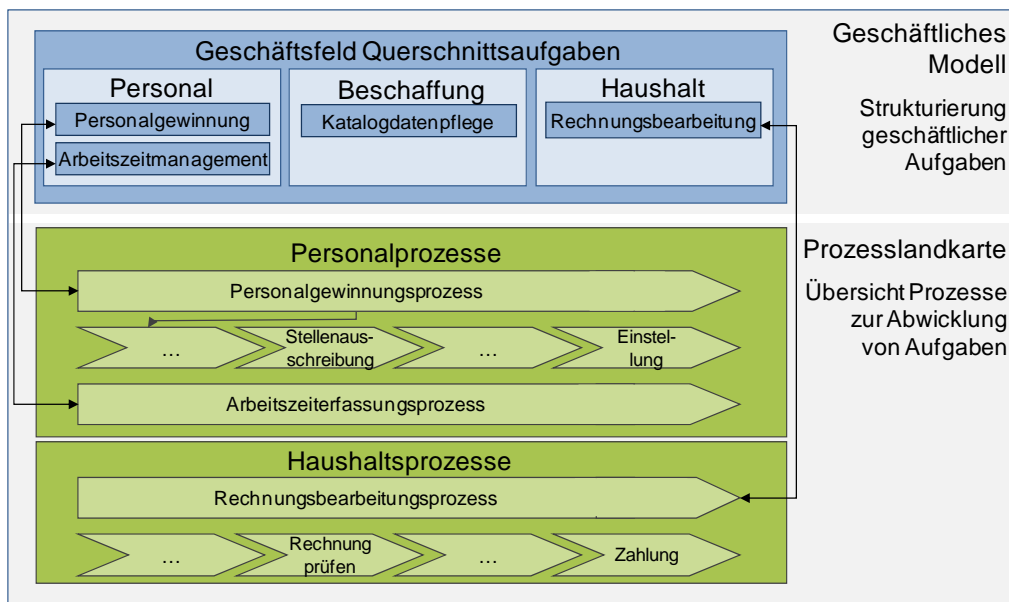 Geschäftsfeld Querschnittsaufgaben
Personal
Personalgewinnung
Arbeitszeitmanagement
Beschaffung
Katalogdatenpflege
Haushalt
Rechnungsbearbeitung
Geschäftliches
Modell
Strukturierung
geschäftlicher
Aufgaben
Personalprozesse
Personalgewinnungsprozess
...
Stellenaus-
schreibung
...
Einstel-
lung
Arbeitszeiterfassungsprozess
Haushaltsprozesse
Rechnungsbearbeitungsprozess
...
Rechnung
prüfen
...
Zahlung
Prozesslandkarte
Übersicht Prozesse
zur Abwicklung
von Aufgaben